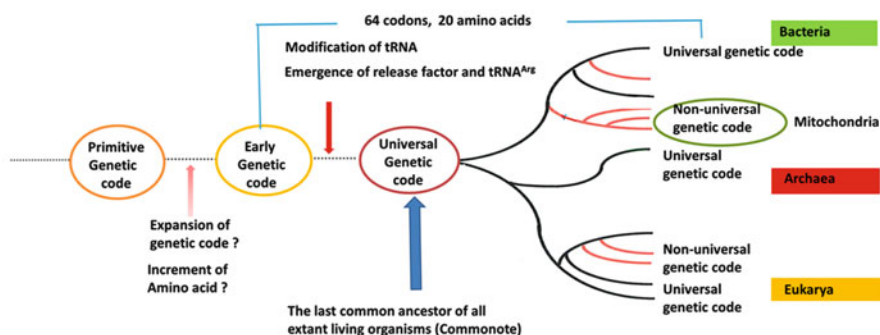 64 codons, 20 amino acids
Modification of tRNA
Emergence of release factor and tRNAArg
Bacteria
Universal genetic code
Non-universal
genetic code
Mitochondria
Primitive
Genetic
code
Early
Genetic
code
Universal
Genetic
code
Universal
genetic code
Archaea
Expansion of
genetic code ?
Increment of
Amino acid ?
Non-universal
genetic code
Universal
genetic code
Eukarya
The last common ancestor of all
extant living organisms (Commonote)